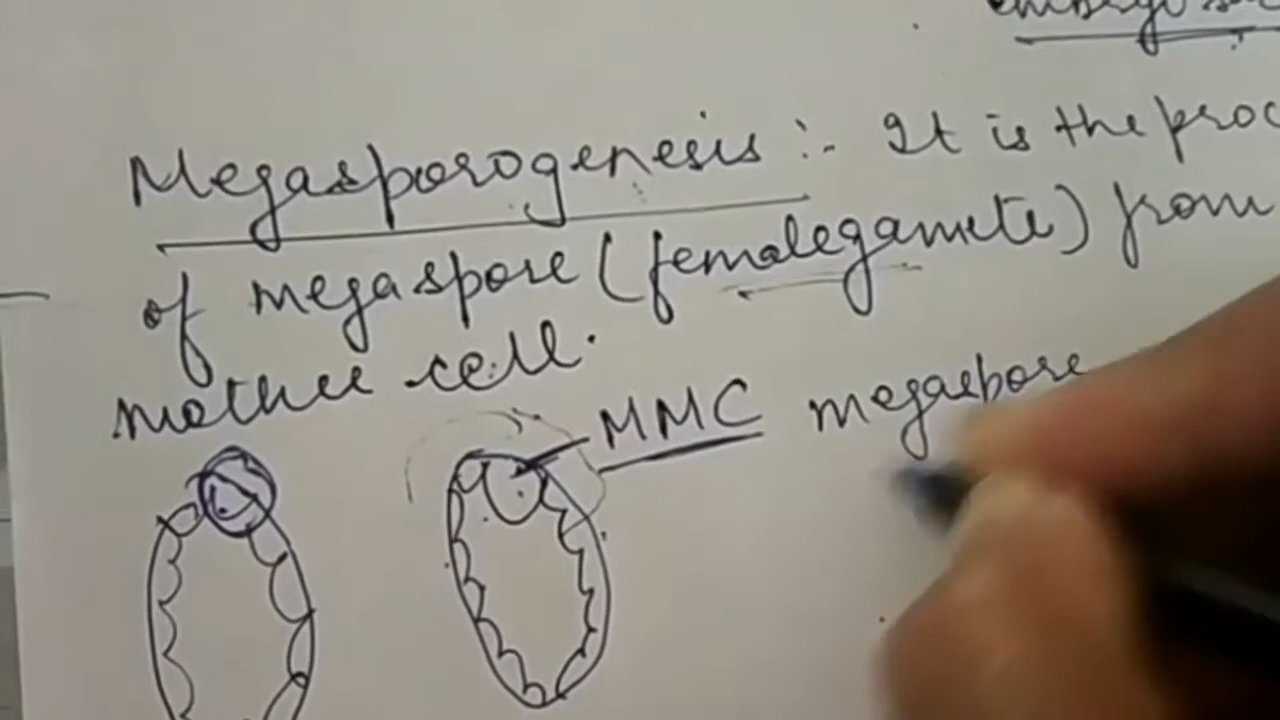 Megasporogenesis :- It is the proc
of megaspore (femalegamete) from
mother cell.
MMC megaspore